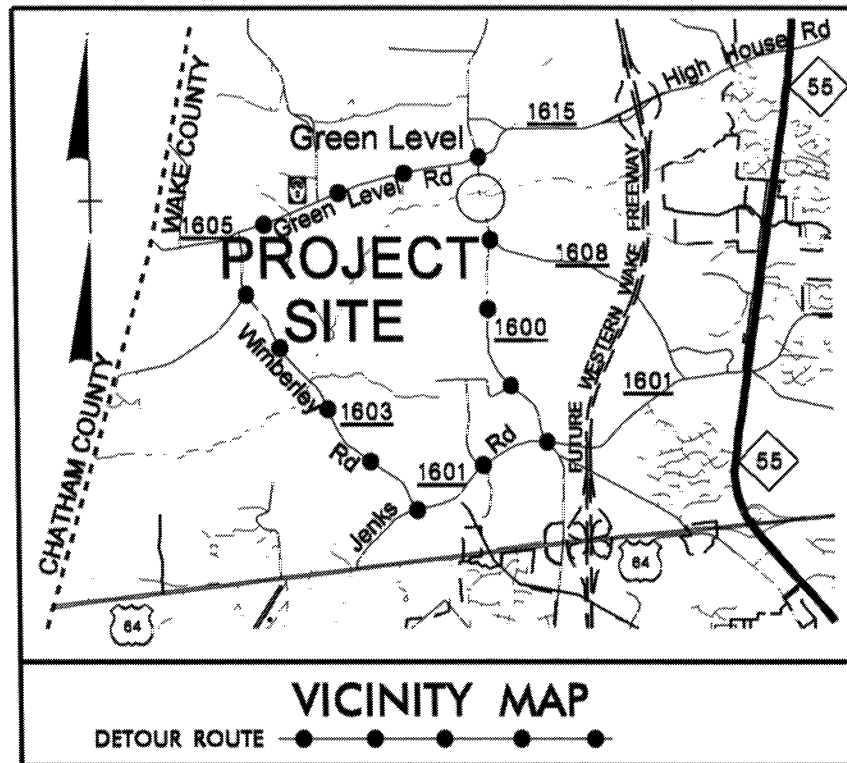 High House Rd
55
WAKE COUNTY
1615
Green Level
Green Level Rd
1605
1608
PROJECT
SITE
FUTURE WESTERN WAKE FREEWAY
1600
Wimberley Rd
1603
1601
1601
Jenks Rd
55
CHATHAM COUNTY
64
64
VICINITY MAP
DETOUR ROUTE